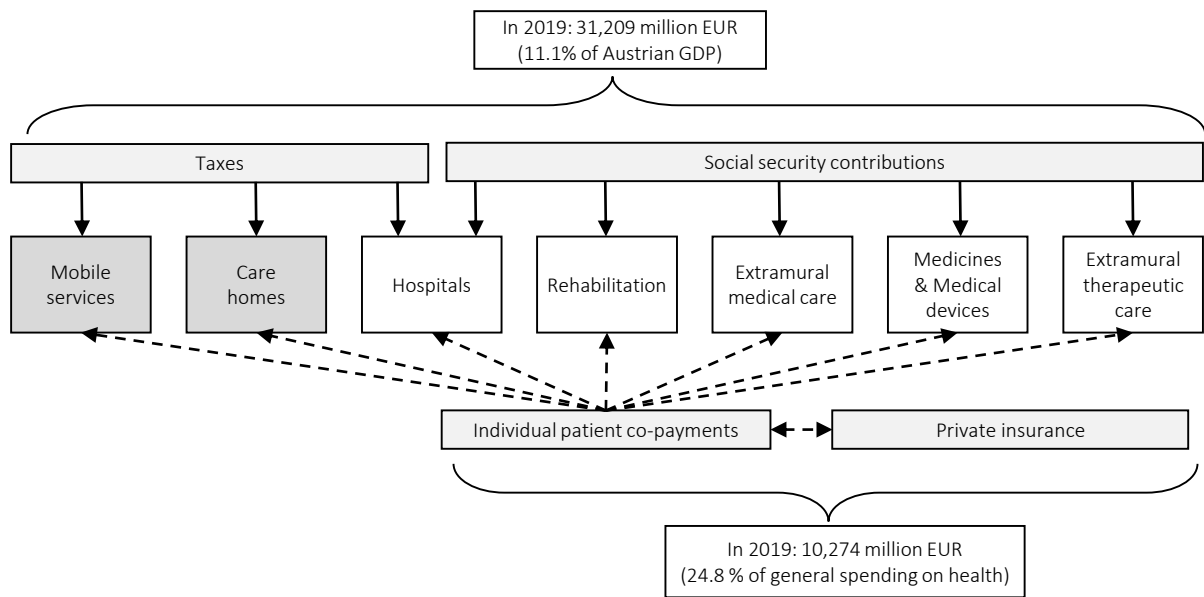 In 2019: 31,209 million EUR
(11.1% of Austrian GDP)
Taxes
Social security contributions
Mobile
services
Care
homes
Hospitals
Rehabilitation
Extramural
medical care
Medicines
& Medical
devices
Extramural
therapeutic
care
Individual patient co-payments
Private insurance
In 2019: 10,274 million EUR
(24.8 % of general spending on health)